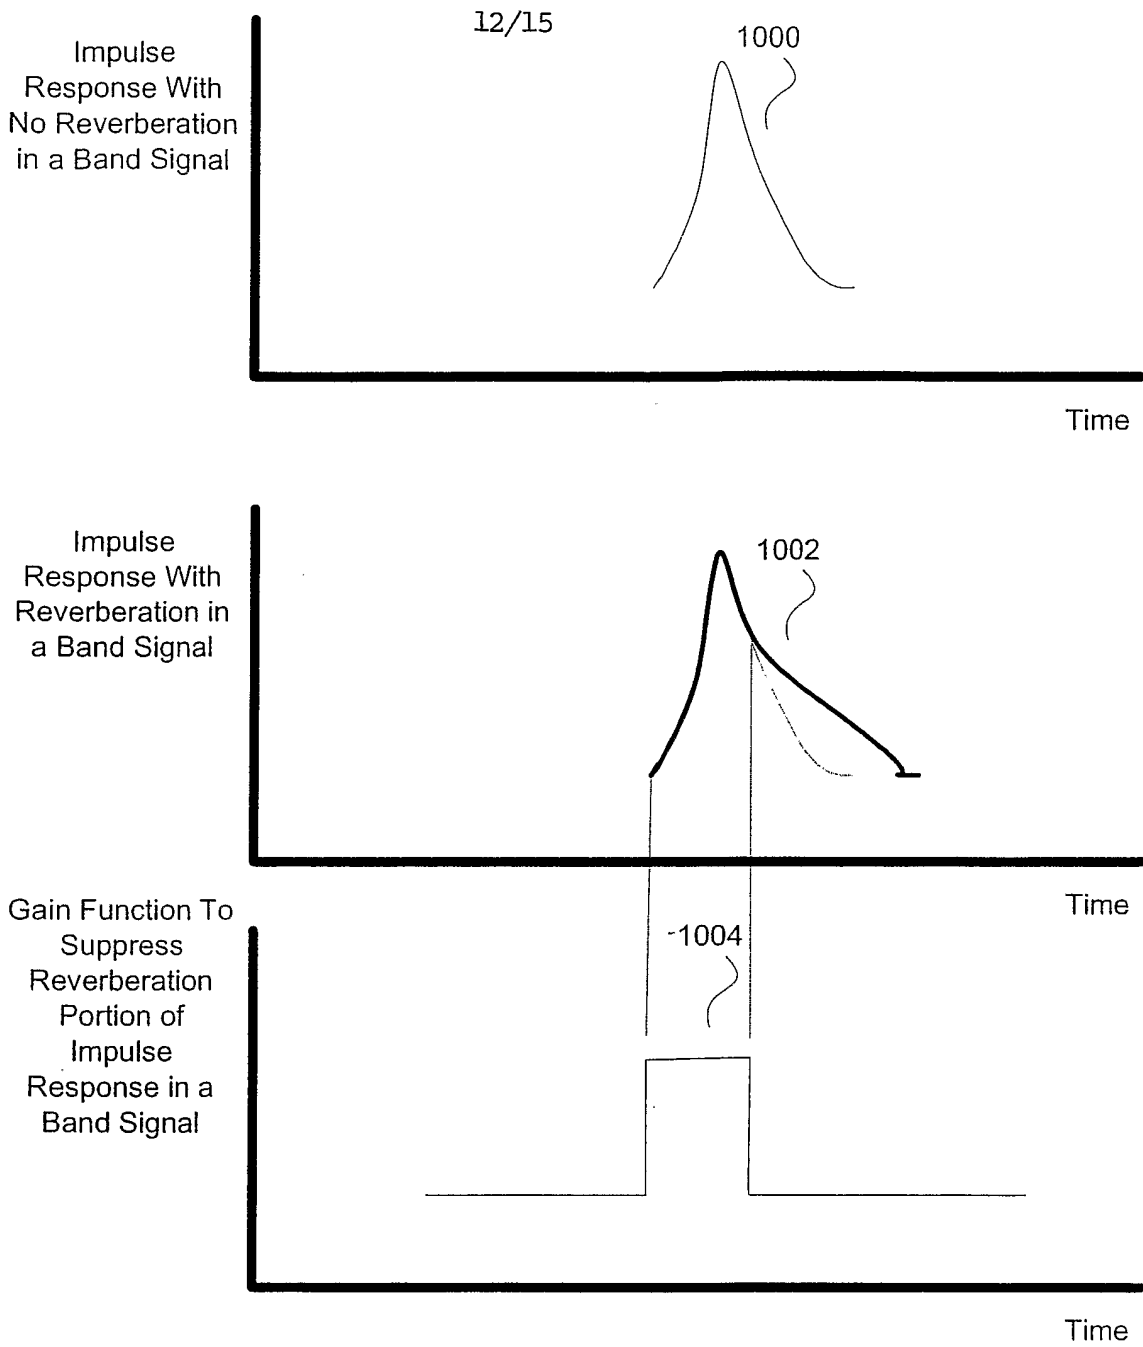 12/15
1000
Impulse
Response With
No Reverberation
in a Band Signal
Time
1002
Impulse
Response With
Reverberation in
a Band Signal
Time
Gain Function To
Suppress
Reverberation
Portion of
Impulse
Response in a
Band Signal
1004
Time